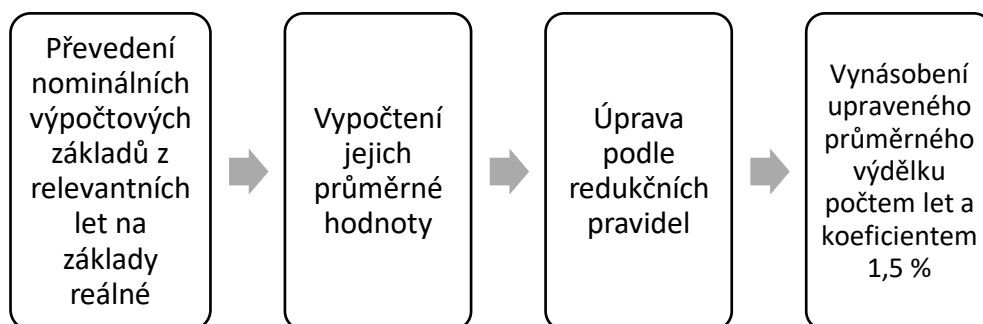 Převedení
nominálních
výpočtových
základů z
relevantních
let na
základy
reálné
Vypočtení
jejich
průměrné
hodnoty
Úprava
podle
redukčních
pravidel
Vynásobení
upraveného
průměrného
výdělku
počtem let a
koeficientem
1,5 %